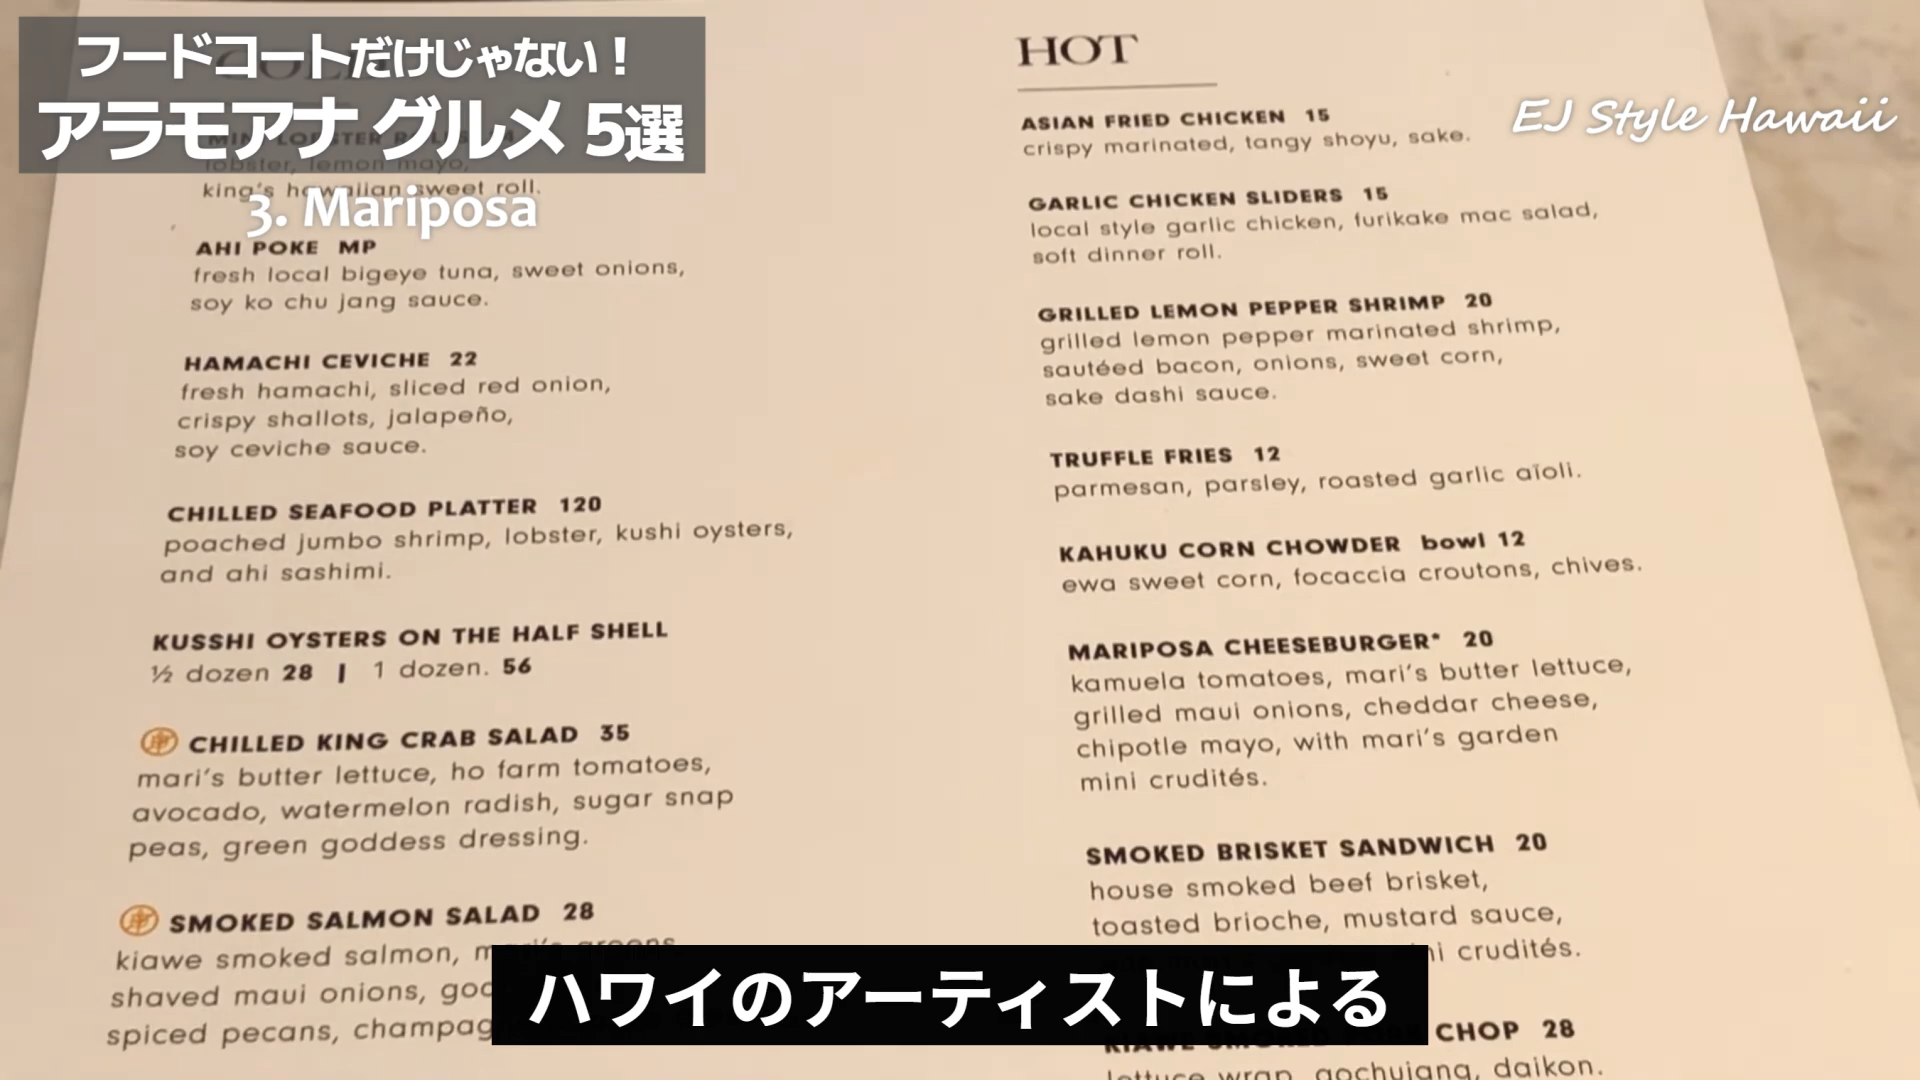 フードコートだけじゃない！
アラモアナ グルメ 5選
3. Mariposa
EJ Style Hawaii
lobster, lemon mayo,
king's hawaiian sweet roll.
AHI POKE MP
fresh local bigeye tuna, sweet onions,
soy ko chu jang sauce.
HAMACHI CEVICHE 22
fresh hamachi, sliced red onion,
crispy shallots, jalapeño,
soy ceviche sauce.
CHILLED SEAFOOD PLATTER 120
poached jumbo shrimp, lobster, kushi oysters,
and ahi sashimi.
KUSSHI OYSTERS ON THE HALF SHELL
½ dozen 28 | 1 dozen. 56
CHILLED KING CRAB SALAD 35
mari's butter lettuce, ho farm tomatoes,
avocado, watermelon radish, sugar snap
peas, green goddess dressing.
SMOKED SALMON SALAD 28
kiawe smoked salmon, mari's greens,
shaved maui onions,
spiced pecans,
HOT
ASIAN FRIED CHICKEN 15
crispy marinated, tangy shoyu, sake.
GARLIC CHICKEN SLIDERS 15
local style garlic chicken, furikake mac salad,
soft dinner roll.
GRILLED LEMON PEPPER SHRIMP 20
grilled lemon pepper marinated shrimp,
sautéed bacon, onions, sweet corn,
sake dashi sauce.
TRUFFLE FRIES 12
parmesan, parsley, roasted garlic aïoli.
KAHUKU CORN CHOWDER bowl 12
ewa sweet corn, focaccia croutons, chives.
MARIPOSA CHEESEBURGER* 20
kamuela tomatoes, mari's butter lettuce,
grilled maui onions, cheddar cheese,
chipotle mayo, with mari's garden
mini crudités.
SMOKED BRISKET SANDWICH 20
house smoked beef brisket,
toasted brioche, mustard sauce,
crudités.
CHOP 28
lettuce wrap, gochujang, daikon.
ハワイのアーティストによる